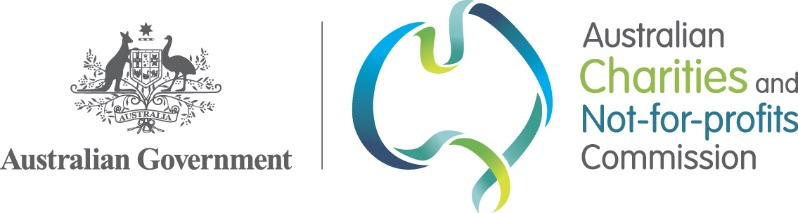 AUSTRALIA
Australian Government
Australian
Charities and
Not-for-profits
Commission